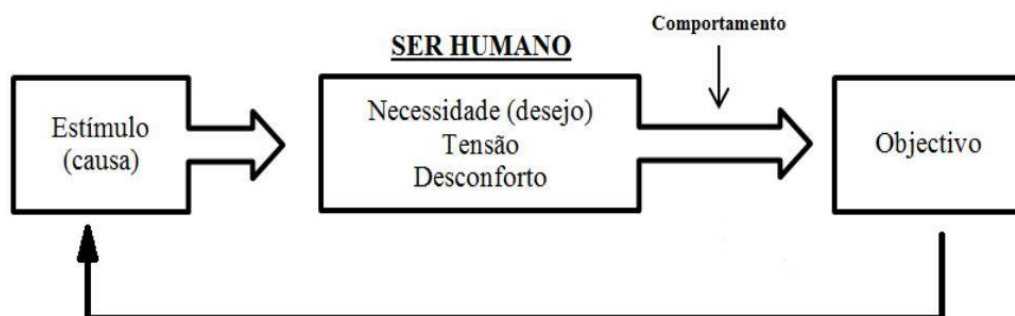 Comportamento
SER HUMANO
Estímulo
(causa)
Necessidade (desejo)
Tensão
Desconforto
Objectivo